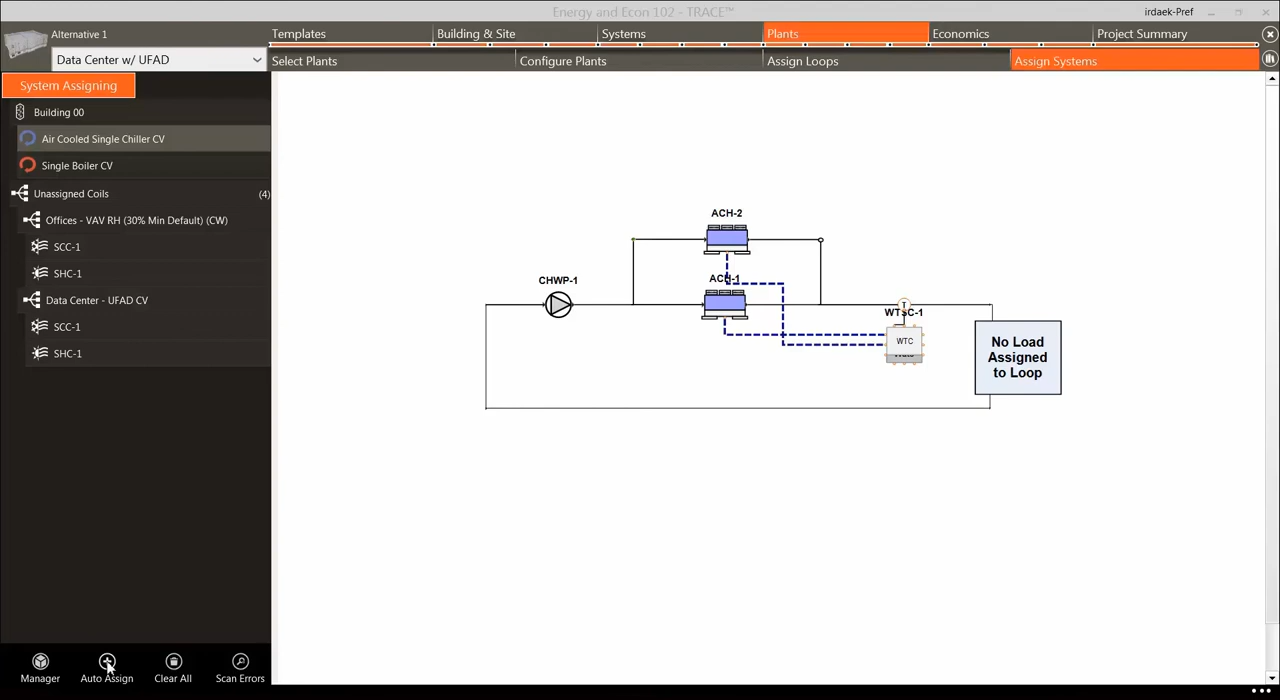 Energy and Econ 102 - TRACE™
irdaek-Pref
Alternative 1
Data Center w/ UFAD
Templates
Building & Site
Systems
Plants
Economics
Project Summary
Select Plants
Configure Plants
Assign Loops
Assign Systems
System Assigning
Building 00
Air Cooled Single Chiller CV
Single Boiler CV
Unassigned Coils (4)
Offices - VAV RH (30% Min Default) (CW)
SCC-1
SHC-1
Data Center - UFAD CV
SCC-1
SHC-1
ACH-2
CHWP-1
ACH-1
T
WTSC-1
WTC
No Load
Assigned
to Loop
Manager
Auto Assign
Clear All
Scan Errors